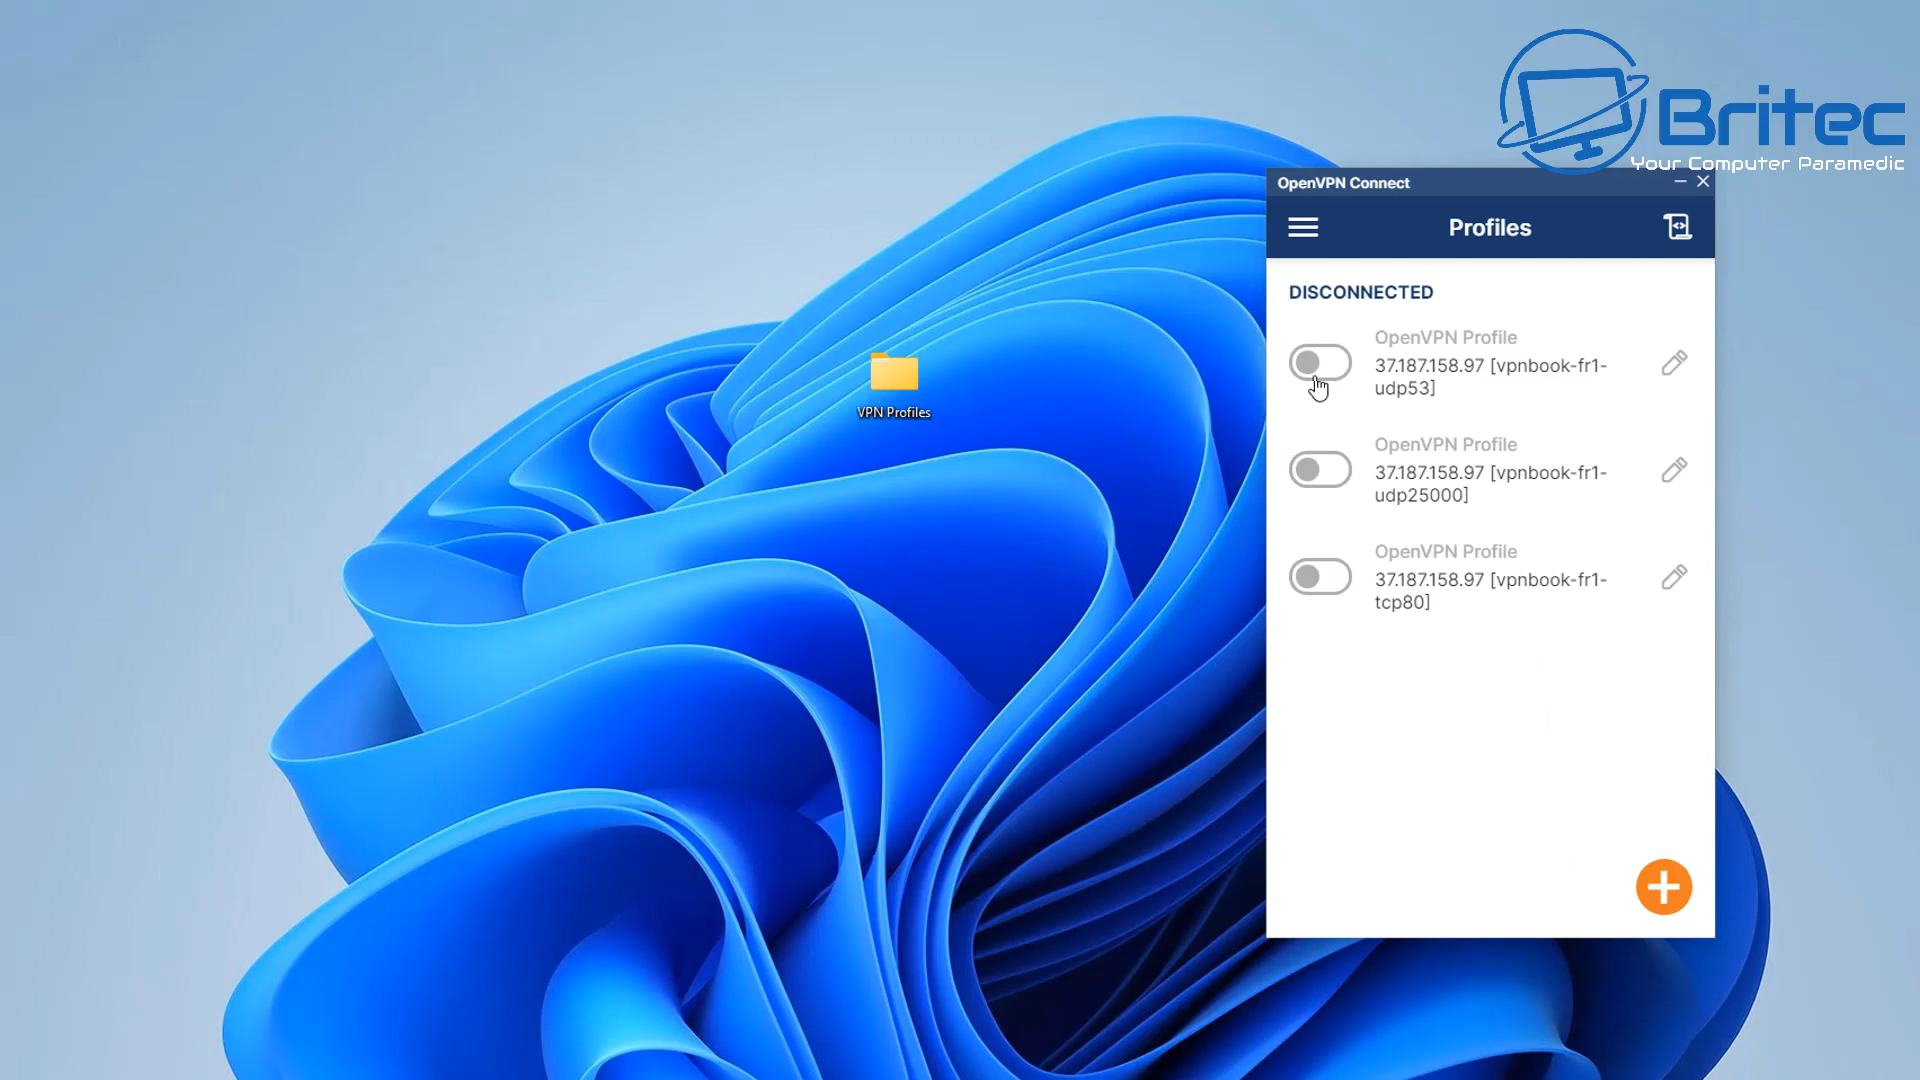 Britec
Your Computer Paramedic
OpenVPN Connect
Profiles
DISCONNECTED
OpenVPN Profile
37.187.158.97 [vpnbook-fr1-
udp53]
VPN Profiles
OpenVPN Profile
37.187.158.97 [vpnbook-fr1-
udp25000]
OpenVPN Profile
37.187.158.97 [vpnbook-fr1-
tcp80]